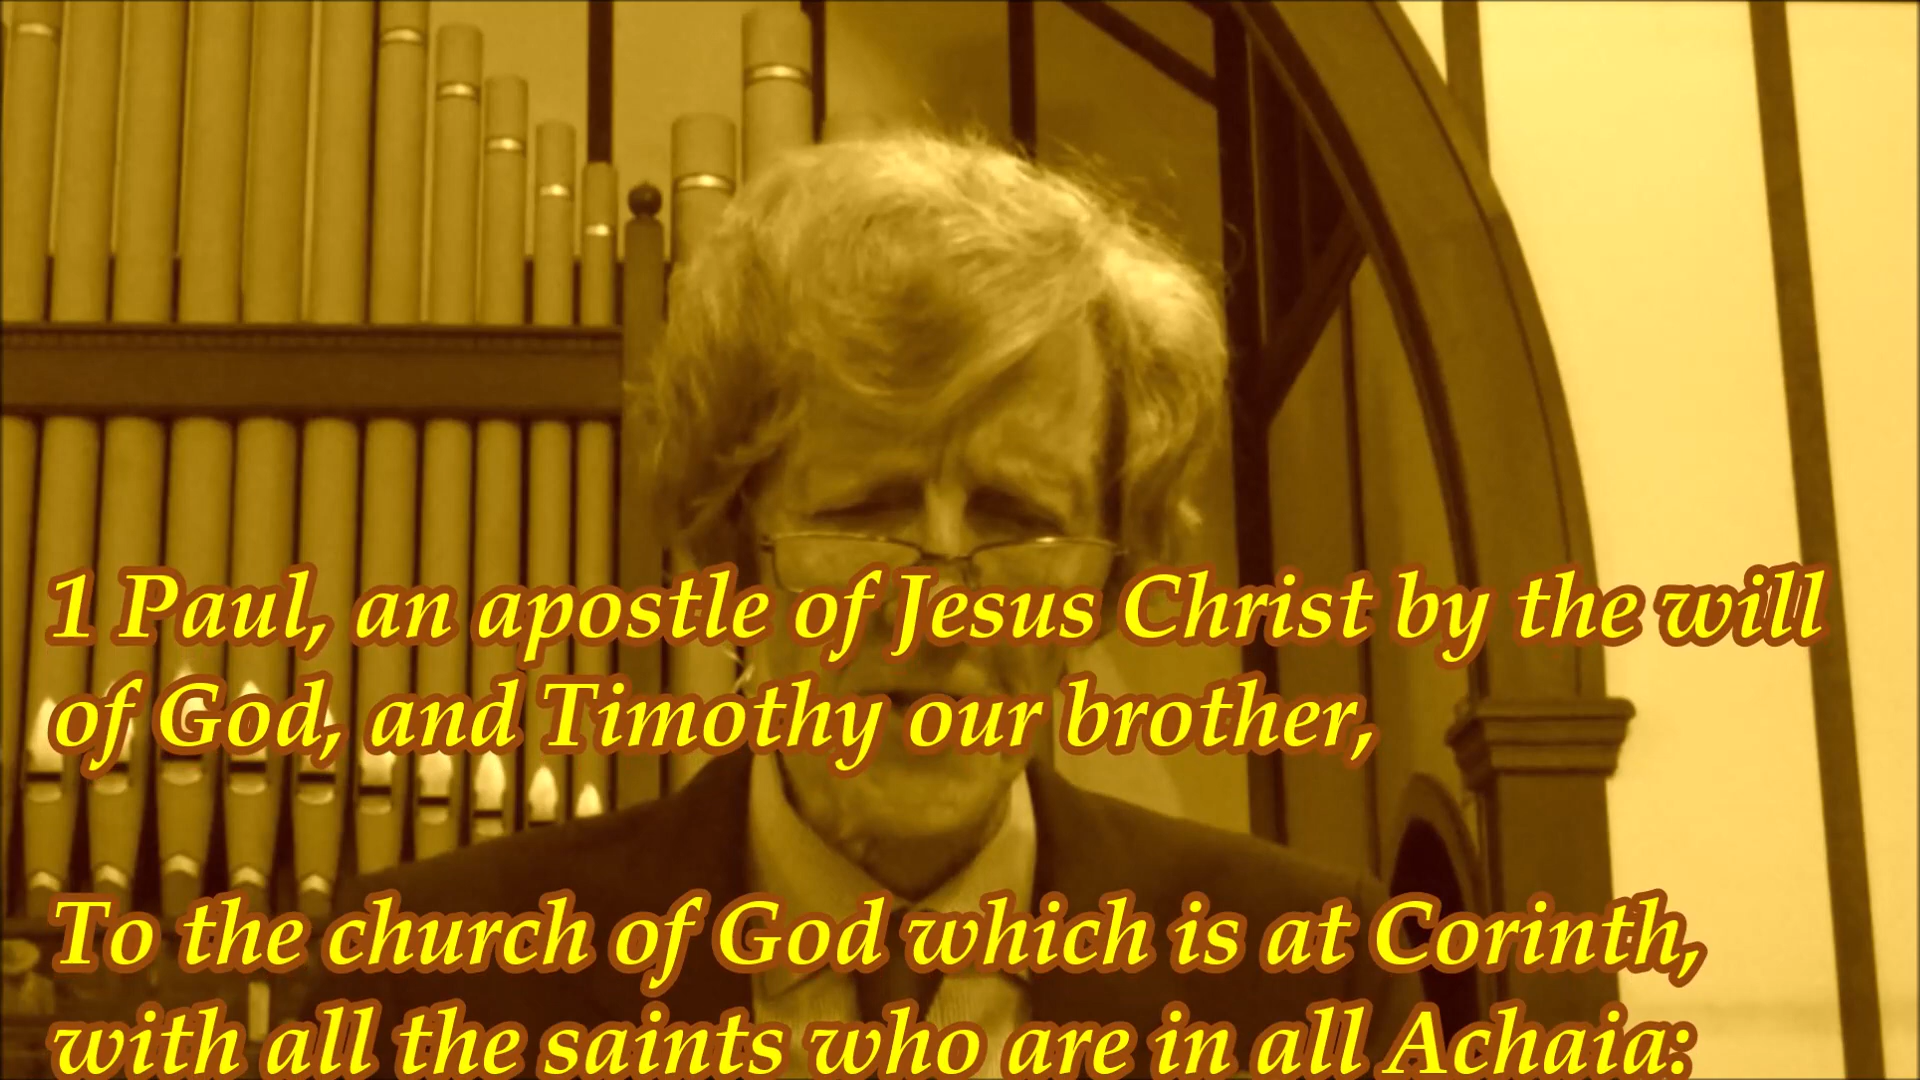 1 Paul, an apostle of Jesus Christ by the will
of God, and Timothy our brother,
To the church of God which is at Corinth,
with all the saints who are in all Achaia: